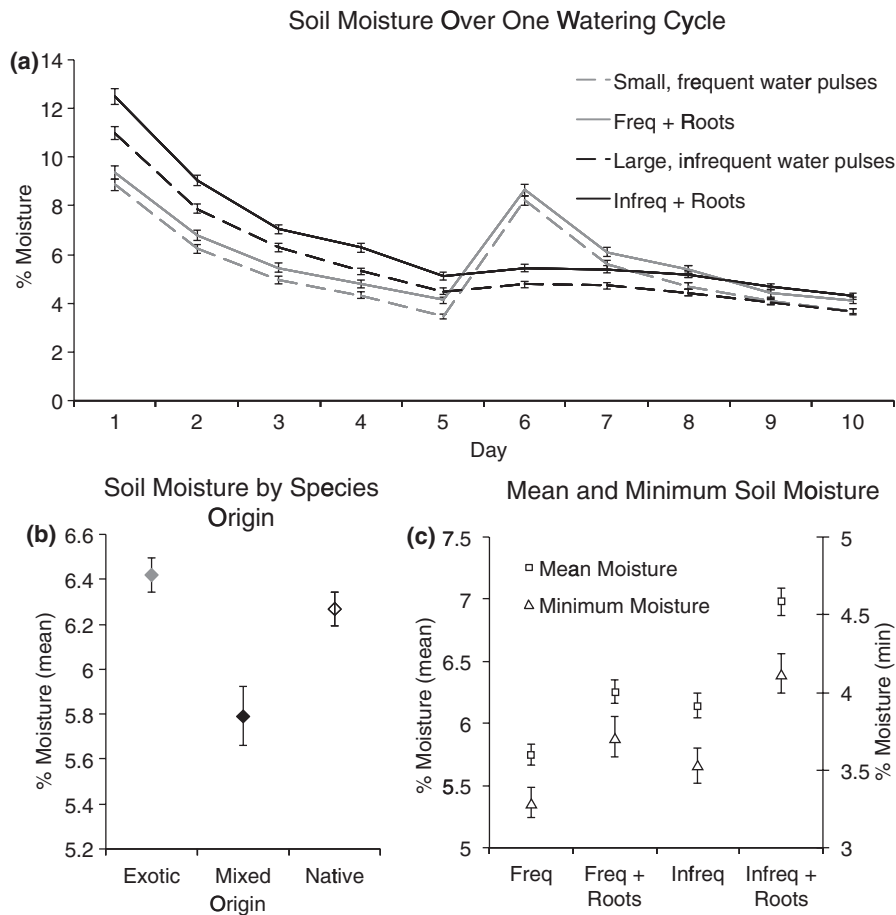 Soil Moisture Over One Watering Cycle
(a)
14
12
10
8
6
4
2
0
% Moisture
Small, frequent water pulses
Freq + Roots
Large, infrequent water pulses
Infreq + Roots
1 2 3 4 5 6 7 8 9 10
Day
Soil Moisture by Species
Origin
(b)
6.6
6.4
6.2
6
5.8
5.6
5.4
5.2
% Moisture (mean)
Exotic Mixed Native
Origin
Mean and Minimum Soil Moisture
(c)
7.5
7
6.5
6
5.5
5
% Moisture (mean)
Mean Moisture
Minimum Moisture
5
4.5
4
3.5
3
% Moisture (min)
Freq Freq + Infreq Infreq +
Roots Roots